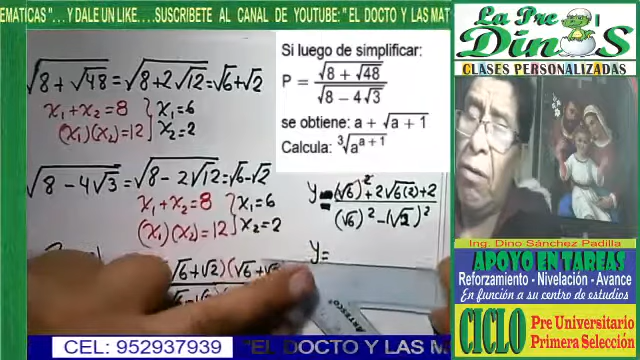 EMATICAS "...Y DALE UN LIKE....SUSCRIBETE AL CANAL DE YOUTUBE:" EL DOCTO Y LAS MAT
La Pre
DinoS
CLASES PERSONALIZADAS
√8 + √48 = √8+2√12 = √6+√2
x₁ + x₂ = 8 } x₁ = 6
(x₁)(x₂) = 12 } x₂ = 2
Si luego de simplificar:
P = √8 + √48 / √8 − 4√3
se obtiene: a + √a + 1
Calcula: ³√a^(a + 1)
√8 − 4√3 = √8 − 2√12 = √6−√2
x₁ + x₂ = 8 } x₁ = 6
(x₁)(x₂) = 12 } x₂ = 2
y = (√6)² + 2√6(2) + 2 / (√6)² − (√2)²
y =
√6 + √2)(√6 +
ARTESCO
Ing. Dino Sánchez Padilla
APOYO EN TAREAS
Reforzamiento - Nivelación - Avance
En función a su centro de estudios
CICLO Pre Universitario
Primera Selección
CEL: 952937939
"EL DOCTO Y LAS M